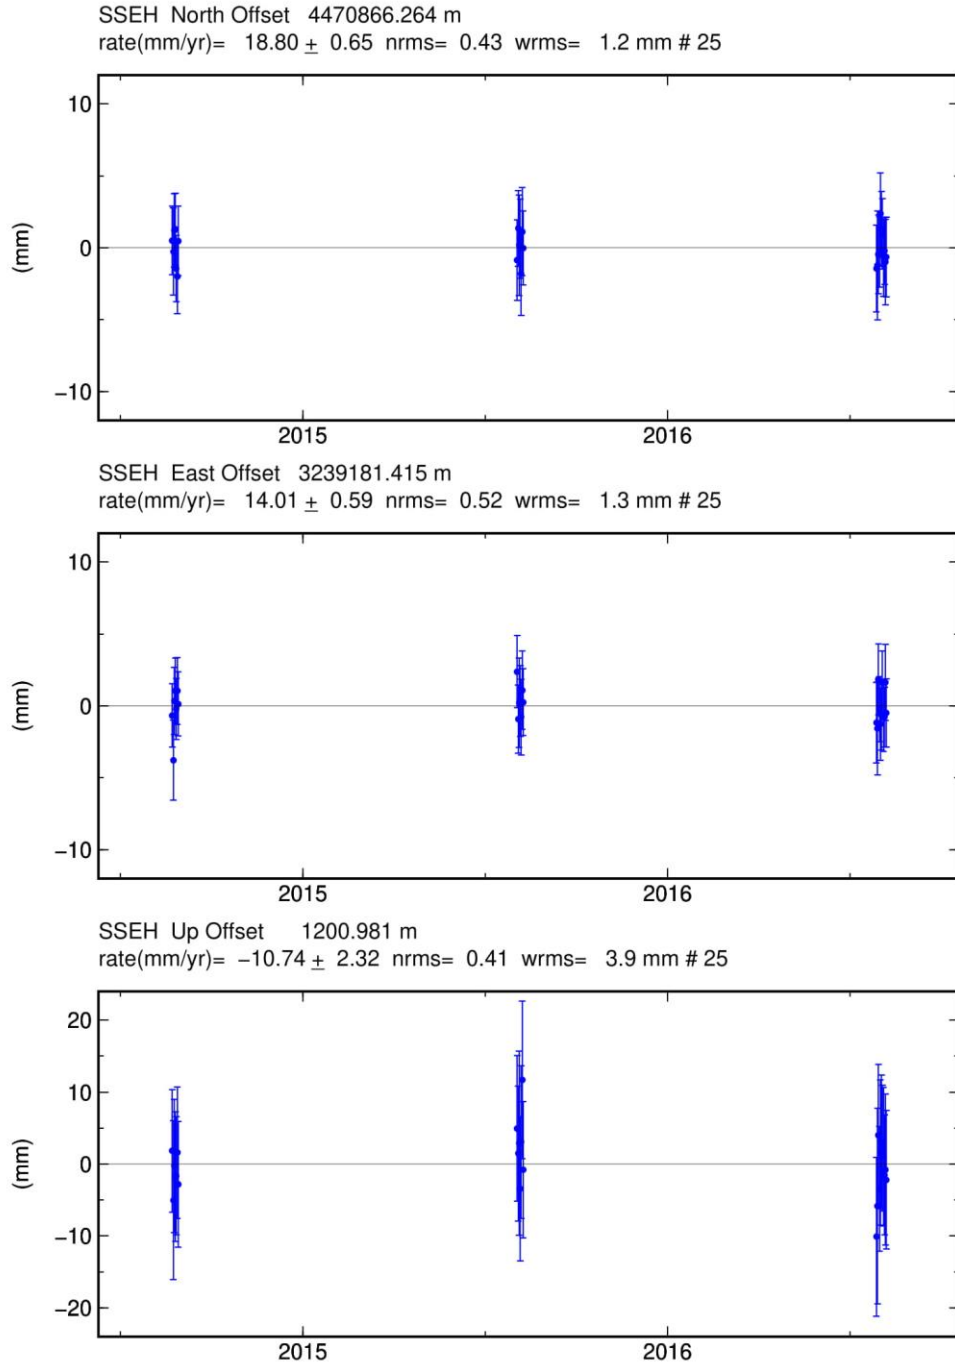 SSEH North Offset 4470866.264 m
rate(mm/yr)= 18.80 ± 0.65 nrms= 0.43 wrms= 1.2 mm # 25
10
0
−10
(mm)
2015 2016
SSEH East Offset 3239181.415 m
rate(mm/yr)= 14.01 ± 0.59 nrms= 0.52 wrms= 1.3 mm # 25
10
0
−10
(mm)
2015 2016
SSEH Up Offset 1200.981 m
rate(mm/yr)= −10.74 ± 2.32 nrms= 0.41 wrms= 3.9 mm # 25
20
10
0
−10
−20
(mm)
2015 2016